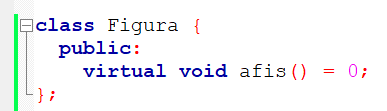 class Figura {
  public:
    virtual void afis() = 0;
};